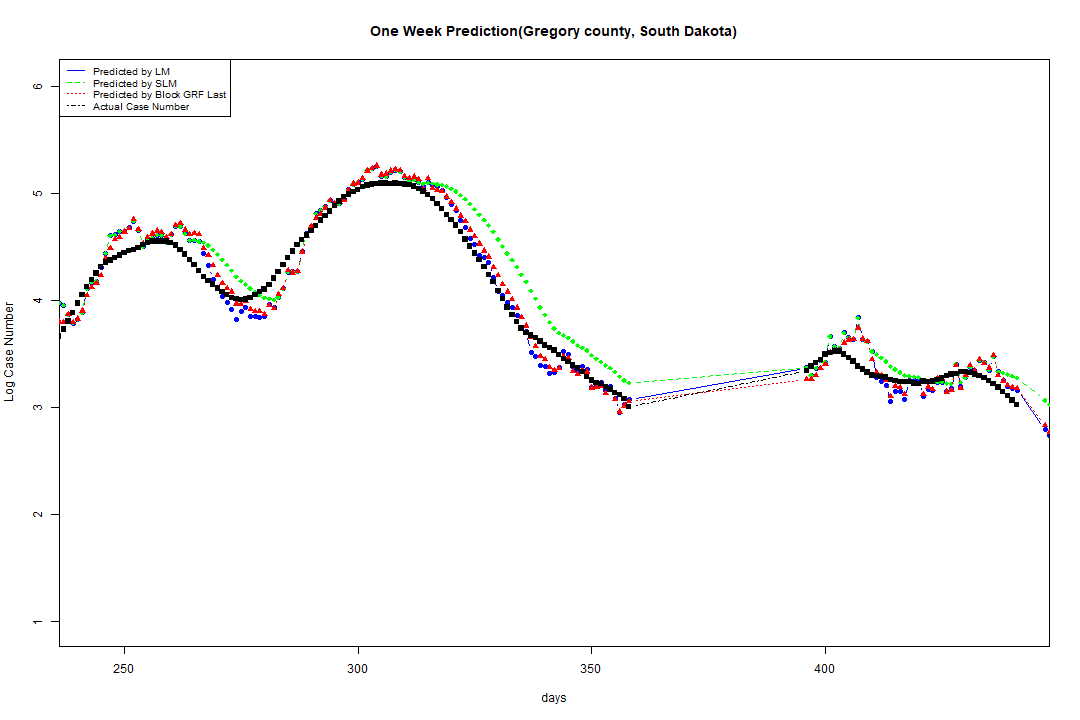 One Week Prediction(Gregory county, South Dakota)
Predicted by LM
Predicted by SLM
Predicted by Block GRF Last
Actual Case Number
6
5
4
3
2
1
Log Case Number
250
300
350
400
days